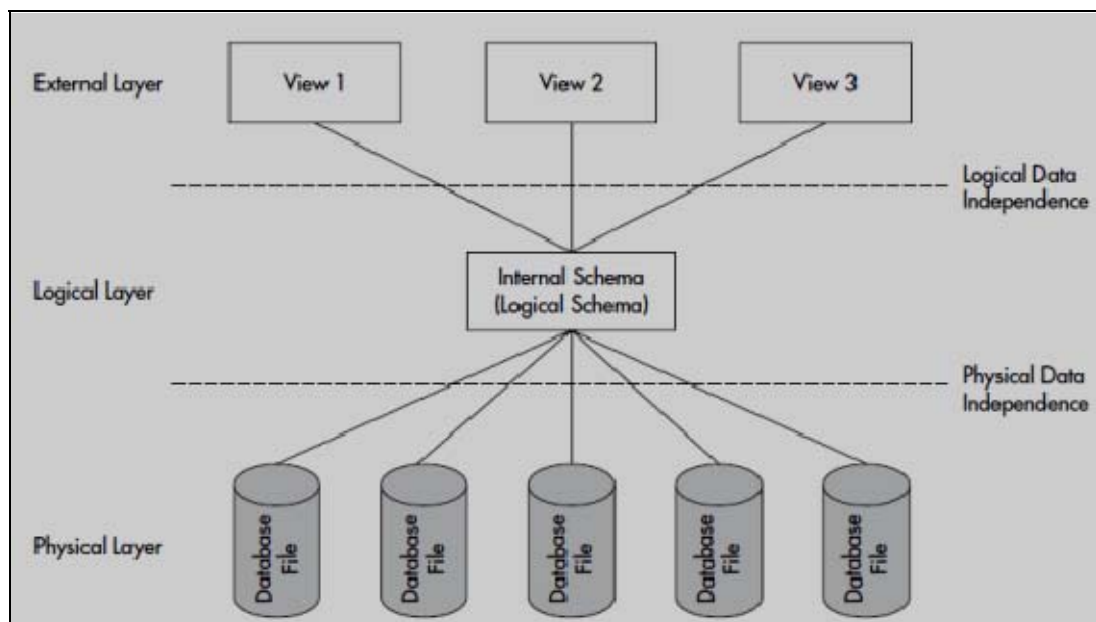 External Layer
View 1
View 2
View 3
Logical Data
Independence
Logical Layer
Internal Schema
(Logical Schema)
Physical Data
Independence
Physical Layer
Database
File
Database
File
Database
File
Database
File
Database
File